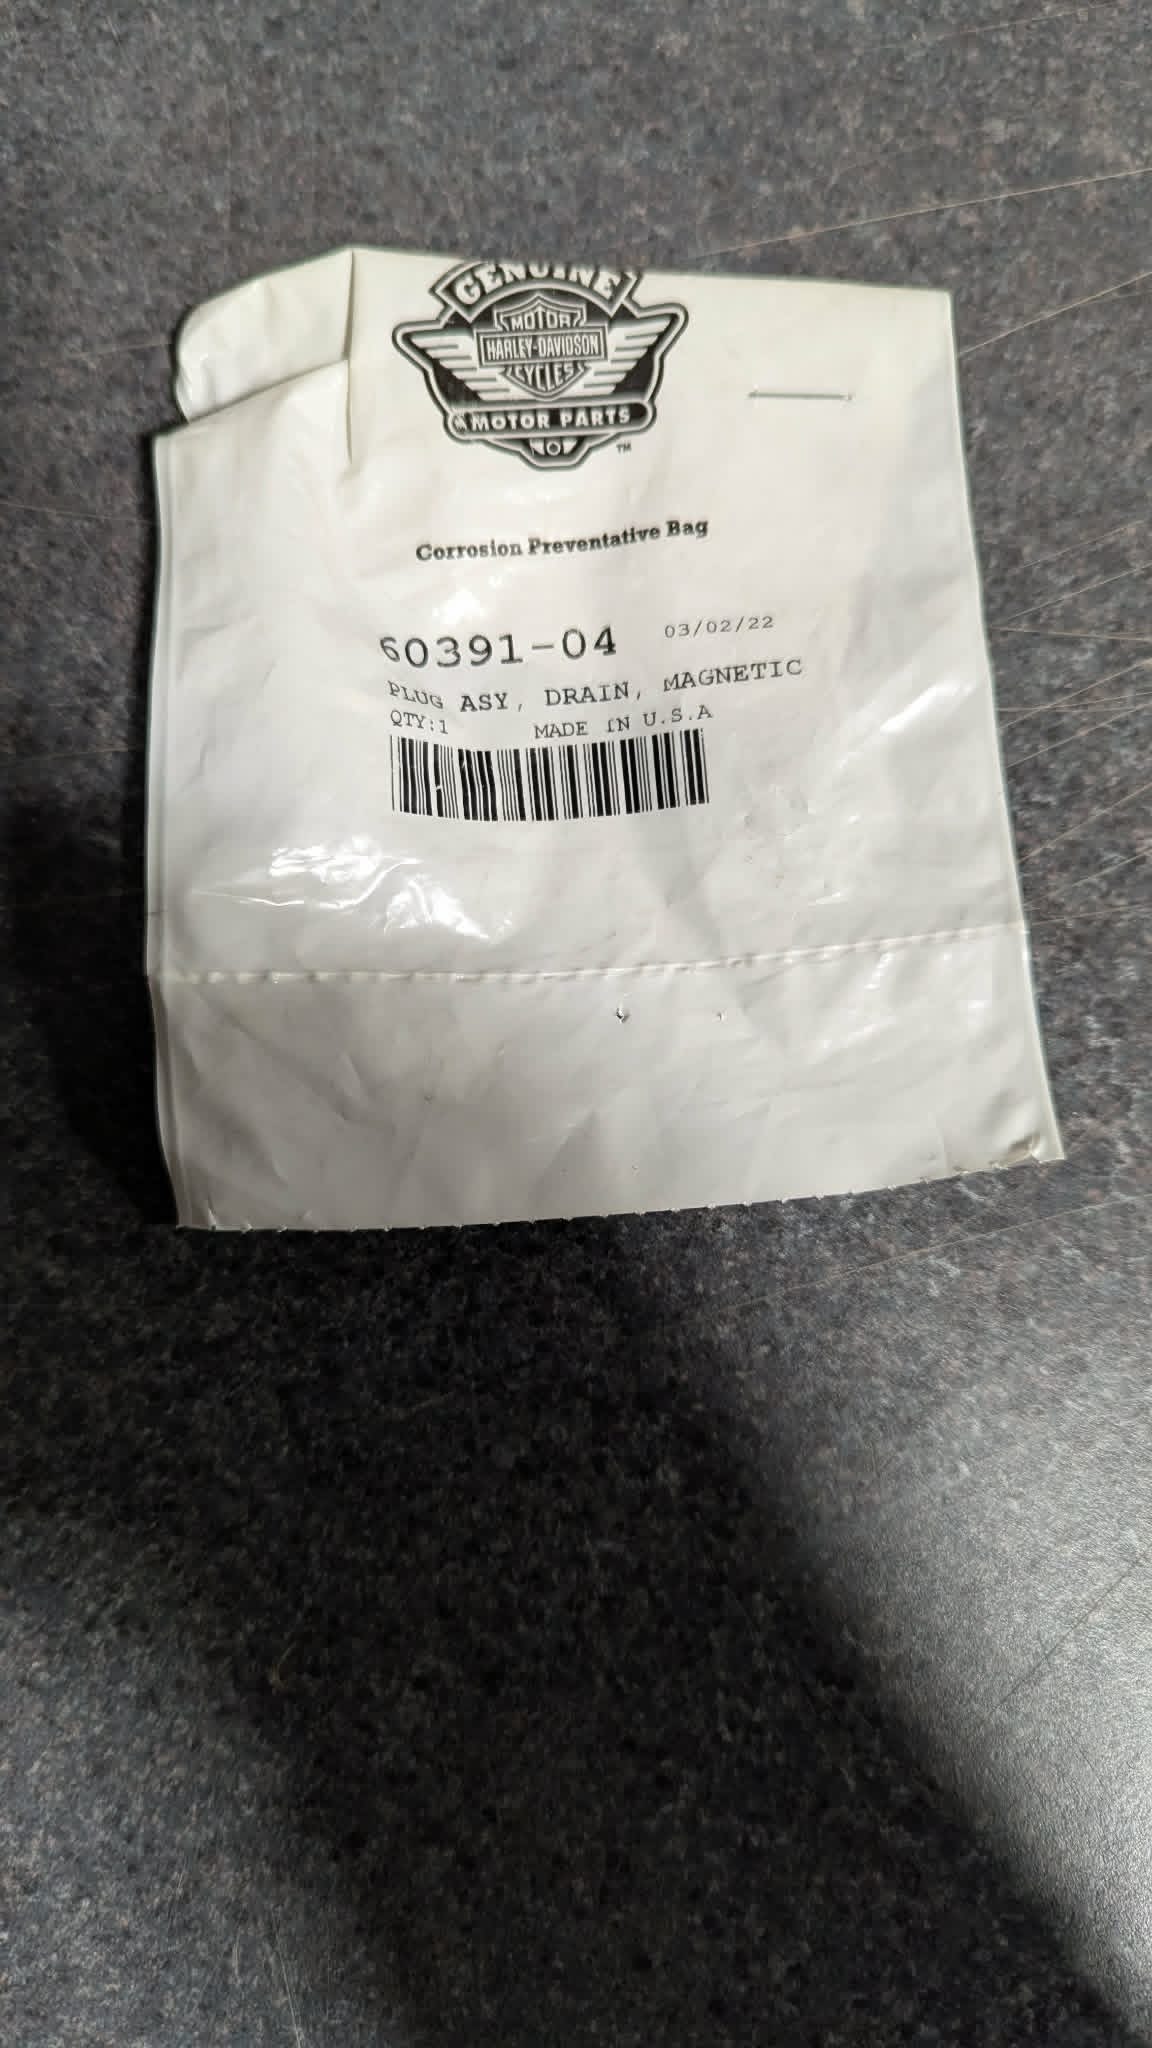 GENUINE
MOTOR
HARLEY-DAVIDSON
CYCLES
MOTOR PARTS
TM
Corrosion Preventative Bag
60391-04 03/02/22
PLUG ASY, DRAIN, MAGNETIC
QTY:1 MADE IN U.S.A